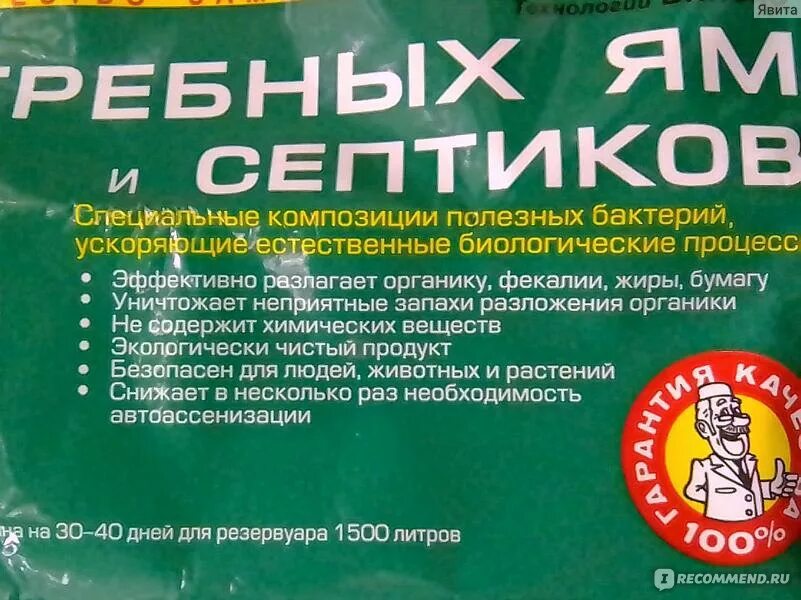 Явита
Технологии
ТРЕБНЫХ ЯМ
и СЕПТИКОВ
Специальные композиции полезных бактерий,
ускоряющие естественные биологические процесс
• Эффективно разлагает органику, фекалии, жиры, бумагу
• Уничтожает неприятные запахи разложения органики
• Не содержит химических веществ
• Экологически чистый продукт
• Безопасен для людей, животных и растений
• Снижает в несколько раз необходимость
автоассенизации
ГАРАНТИЯ КАЧЕ
100%
на на 30-40 дней для резервуара 1500 литров
IRECOMMEND.RU